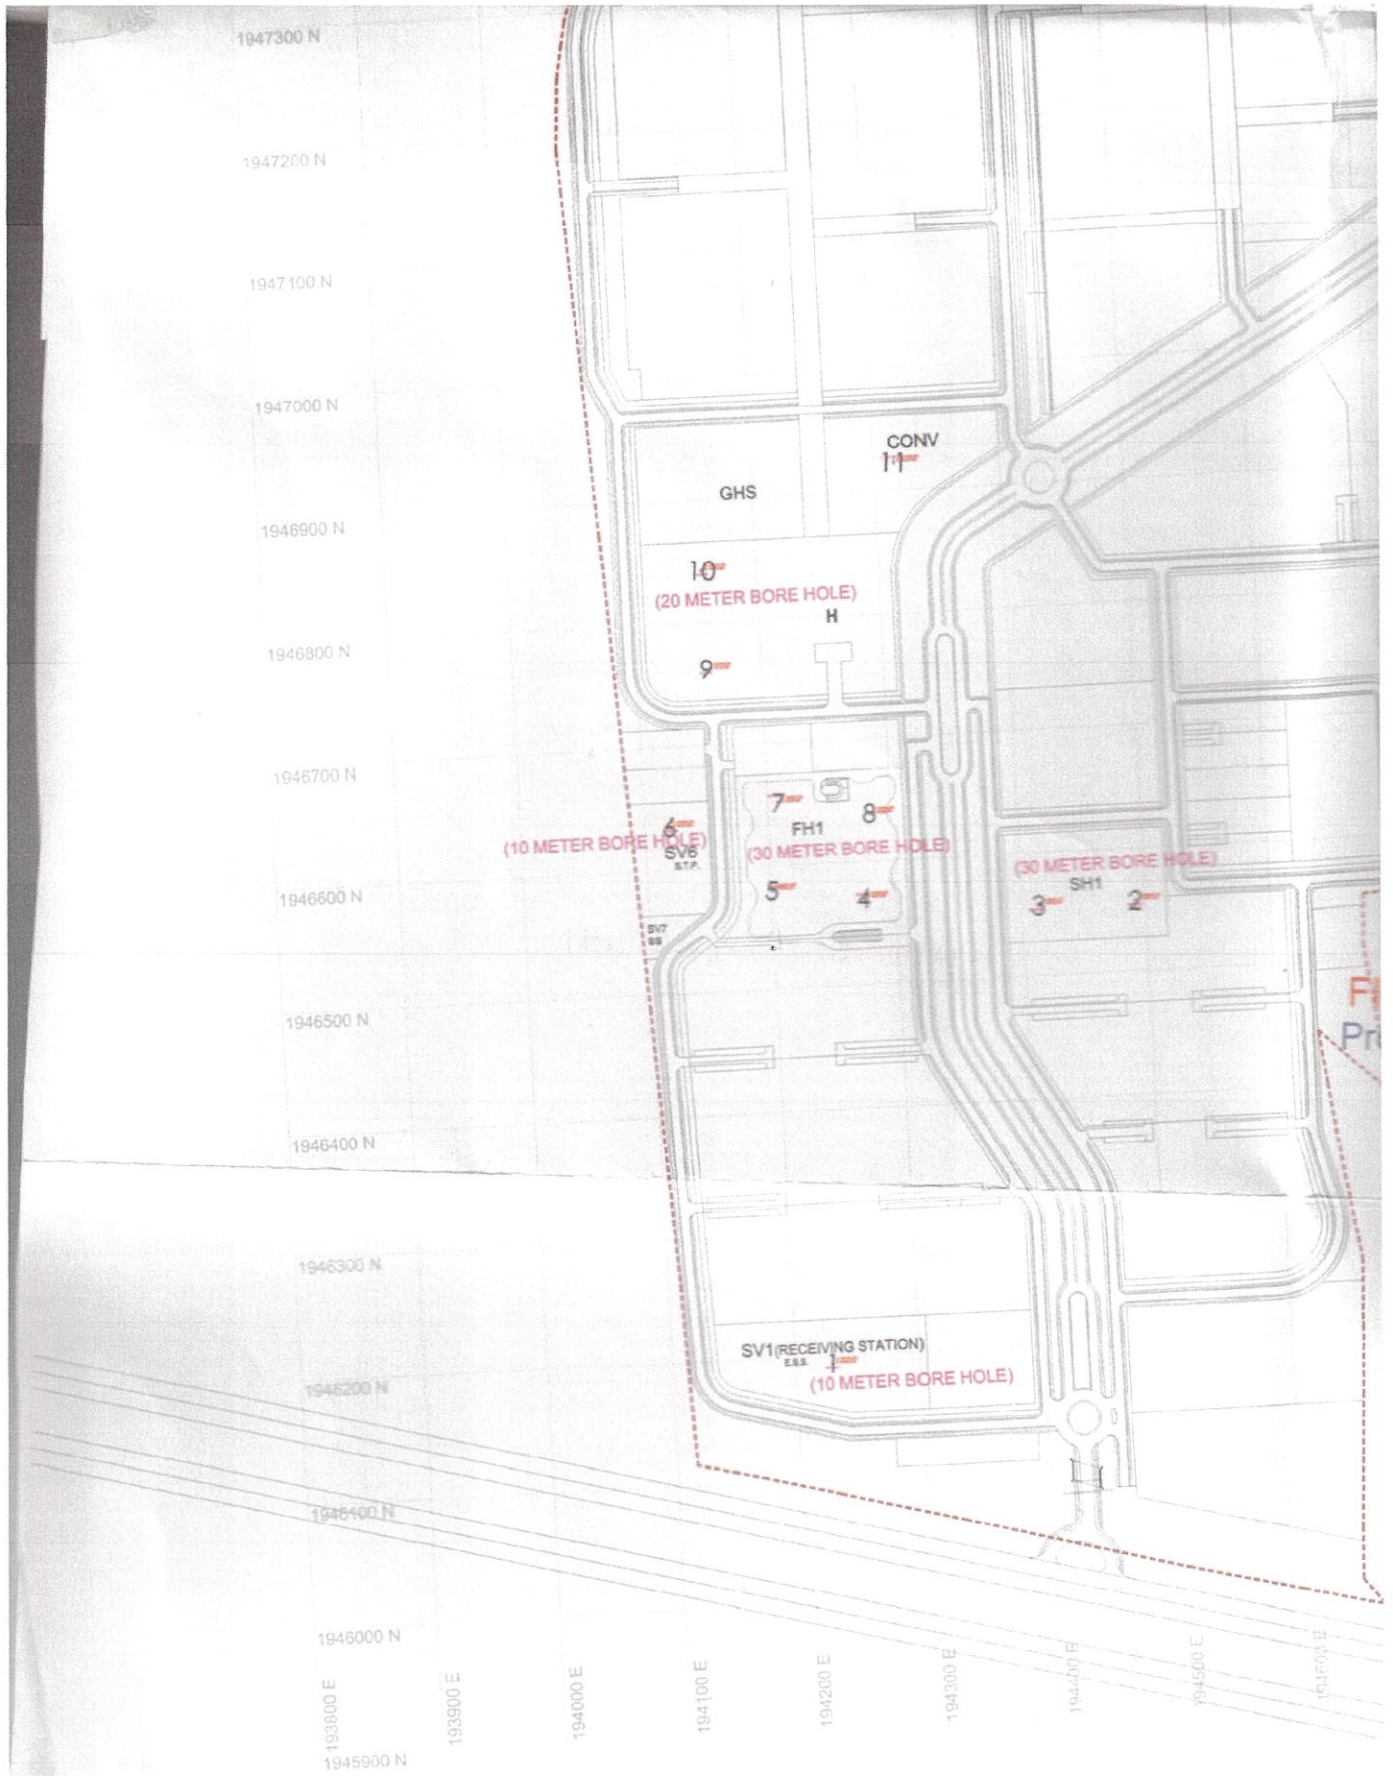 1947300 N
1947200 N
1947100 N
1947000 N
CONV
11
GHS
1946900 N
10
(20 METER BORE HOLE)
H
1946800 N
9
1946700 N
7
8
6
FH1
(10 METER BORE HOLE)
(30 METER BORE HOLE)
SV6
S.T.P.
(30 METER BORE HOLE)
SH1
5
4
3
2
1946600 N
SV7
1946500 N
1946400 N
1946300 N
SV1(RECEIVING STATION)
E.S.S.
1
(10 METER BORE HOLE)
1946200 N
1946100 N
1946000 N
193800 E
193900 E
194000 E
194100 E
194200 E
194300 E
194400 E
194500 E
194600 E
1945900 N